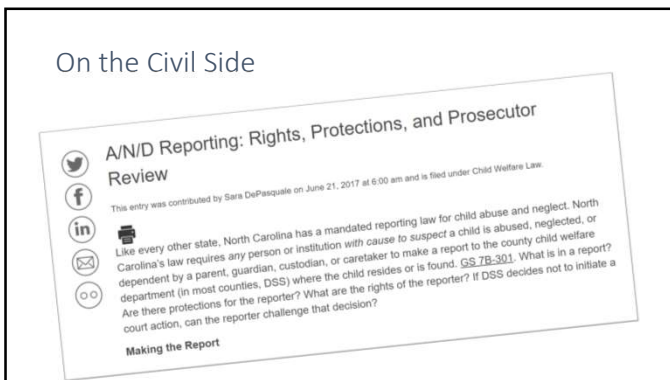 On the Civil Side
A/N/D Reporting: Rights, Protections, and Prosecutor
Review
This entry was contributed by Sara DePasquale on June 21, 2017 at 6:00 am and is filed under Child Welfare Law.
Like every other state, North Carolina has a mandated reporting law for child abuse and neglect. North
Carolina's law requires any person or institution with cause to suspect a child is abused, neglected, or
dependent by a parent, guardian, custodian, or caretaker to make a report to the county child welfare
department (in most counties, DSS) where the child resides or is found. GS 7B-301. What is in a report?
Are there protections for the reporter? What are the rights of the reporter? If DSS decides not to initiate a
court action, can the reporter challenge that decision?
Making the Report